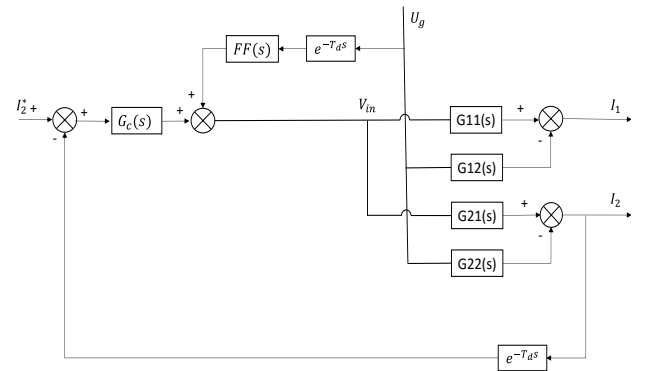 U_g
FF(s)
e^{-T_d s}
+
I_2^* +
+
G_c(s)
+
V_in
G11(s)
+
I_1
-
-
G12(s)
G21(s)
+
I_2
-
G22(s)
e^{-T_d s}